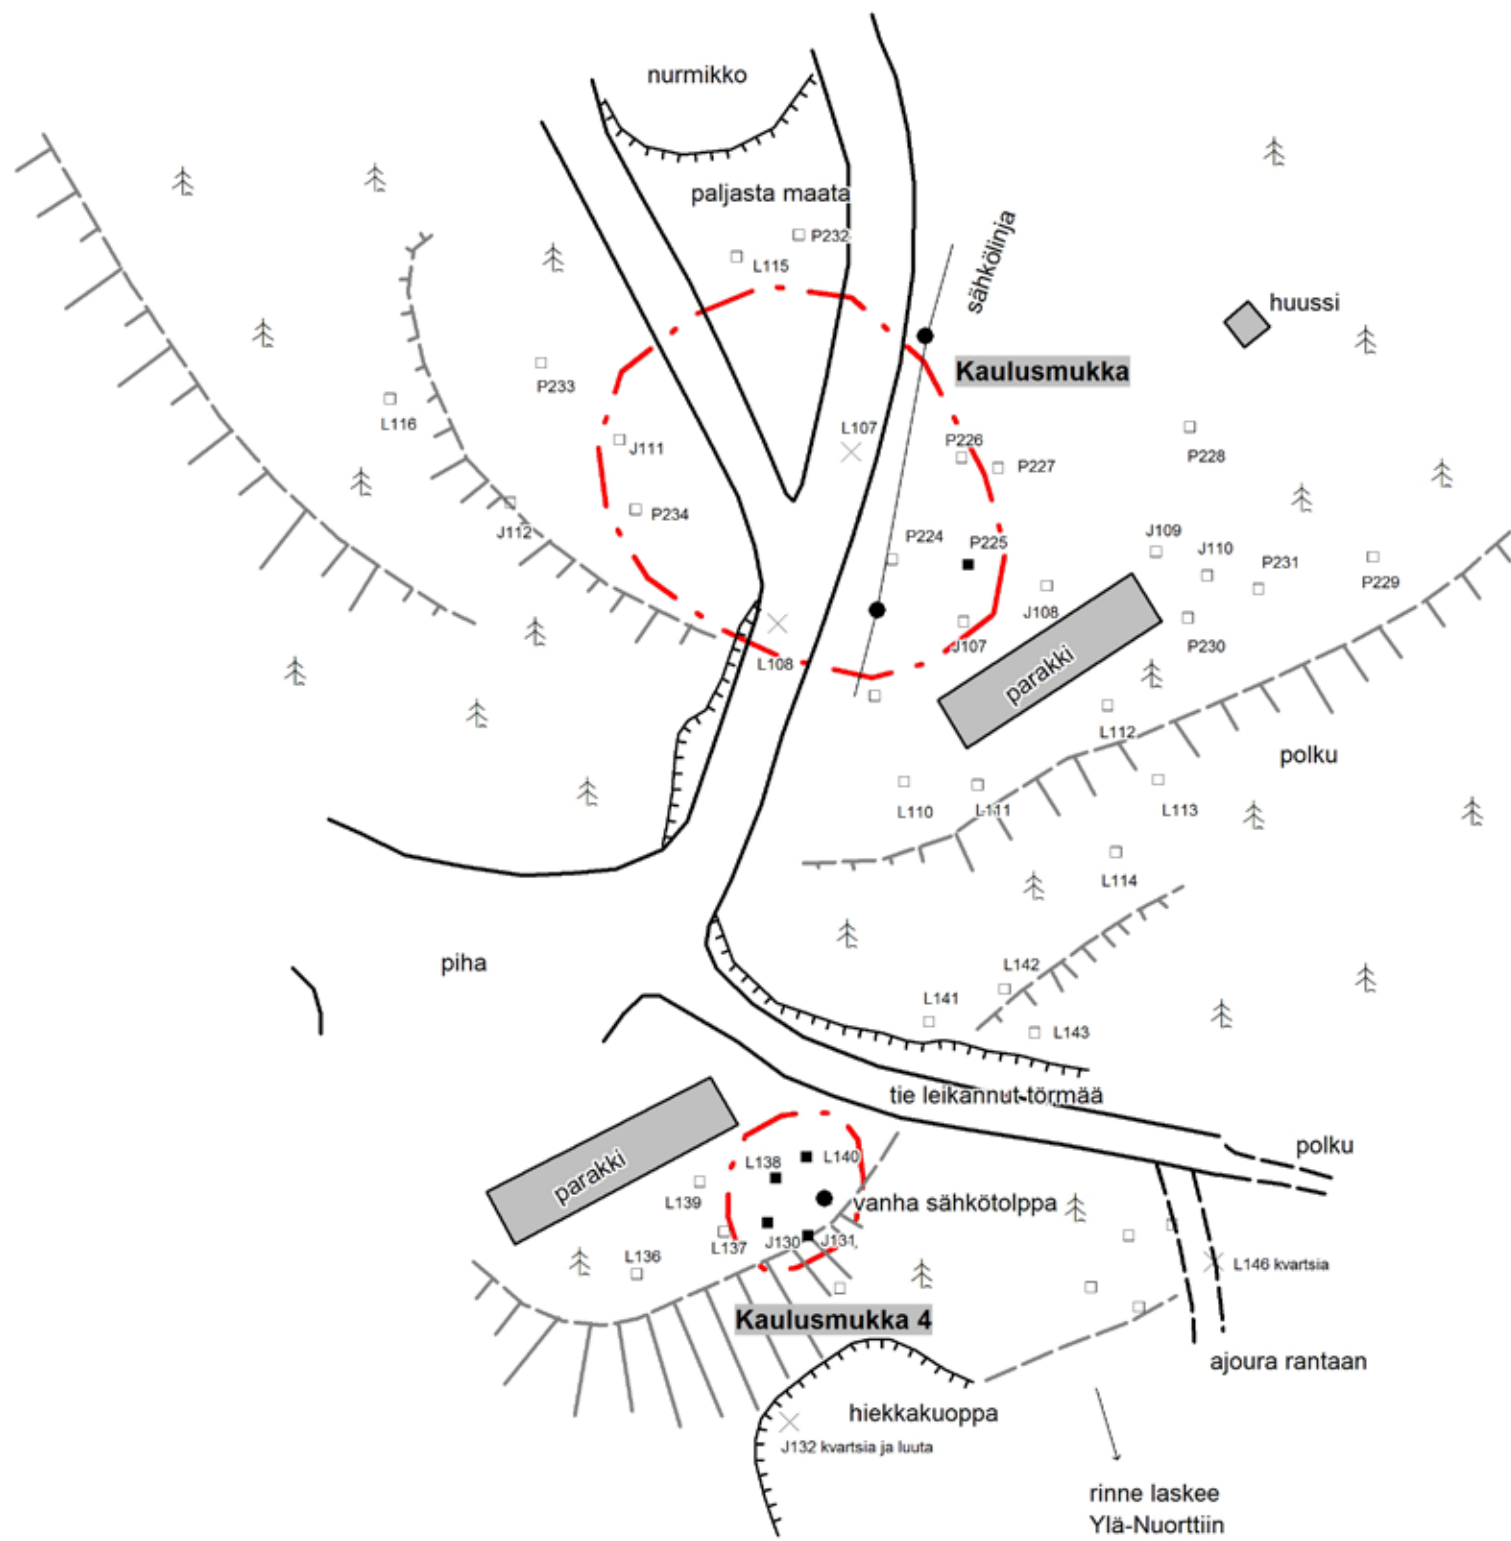 nurmikko
paljasta maata
P232
L115
sähkölinja
huussi
Kaulusmukka
P233
L116
J111
L107
P226
P227
P228
P234
J112
P224
P225
J109
J110
P231
P229
J108
J107
P230
L108
parakki
L112
polku
L110
L111
L113
L114
piha
L142
L141
L143
tie leikannut törmää
polku
L138
L140
parakki
L139
vanha sähkötolppa
L137
J130
J131
L136
L146 kvartsia
Kaulusmukka 4
ajoura rantaan
hiekkakuoppa
J132 kvartsia ja luuta
rinne laskee
Ylä-Nuorttiin